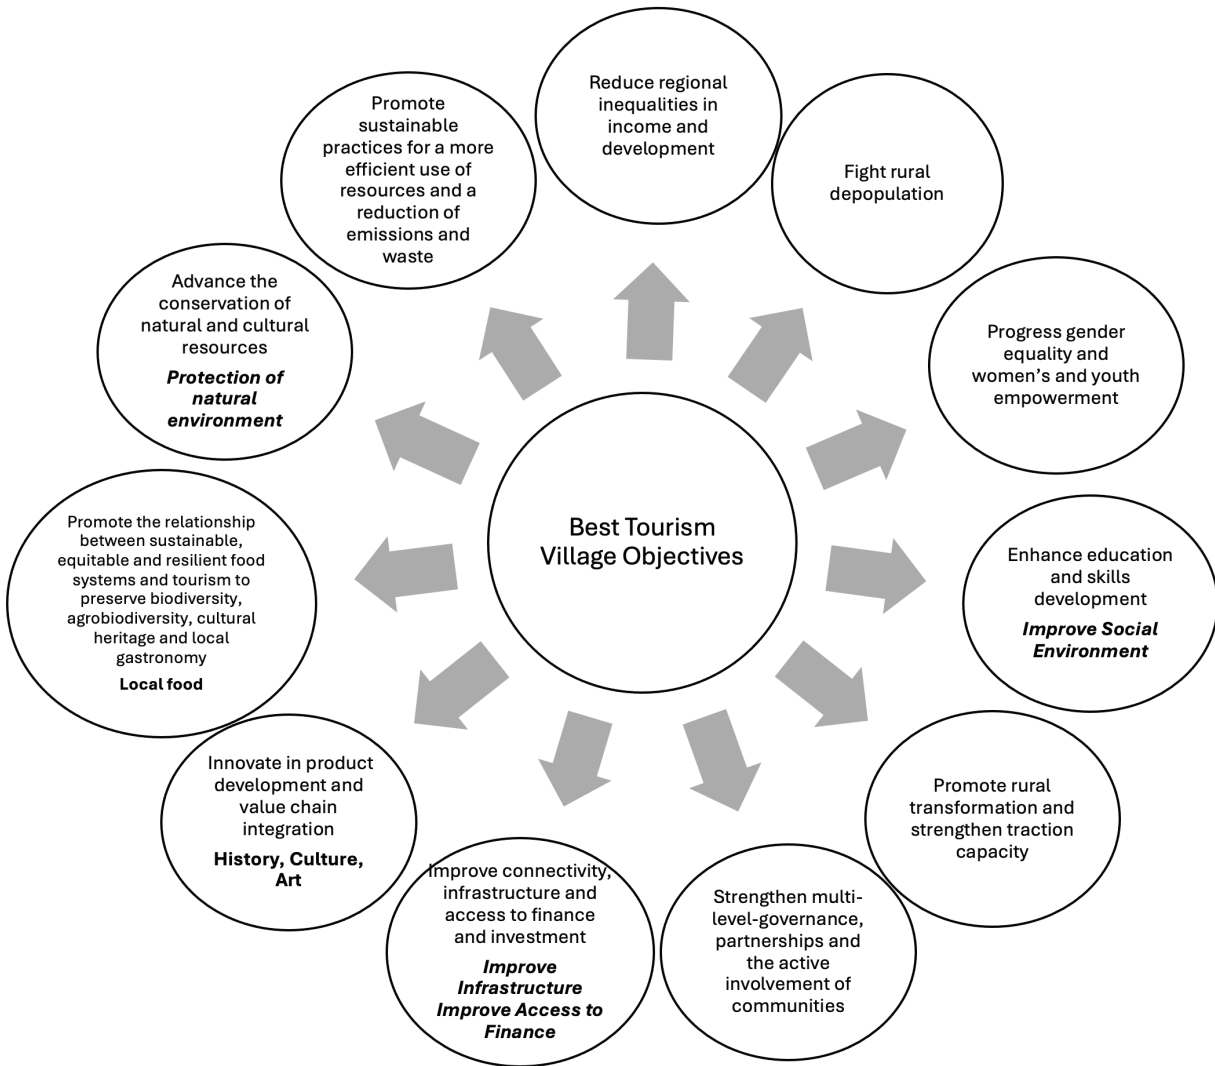 Reduce regional
inequalities in
income and
development
Fight rural
depopulation
Progress gender
equality and
women’s and youth
empowerment
Enhance education
and skills
development
Improve Social
Environment
Promote rural
transformation and
strengthen traction
capacity
Strengthen multi-
level-governance,
partnerships and
the active
involvement of
communities
Improve connectivity,
infrastructure and
access to finance
and investment
Improve
Infrastructure
Improve Access to
Finance
Innovate in product
development and
value chain
integration
History, Culture,
Art
Promote the relationship
between sustainable,
equitable and resilient food
systems and tourism to
preserve biodiversity,
agrobiodiversity, cultural
heritage and local
gastronomy
Local food
Advance the
conservation of
natural and cultural
resources
Protection of
natural
environment
Promote
sustainable
practices for a more
efficient use of
resources and a
reduction of
emissions and
waste
Best Tourism
Village Objectives